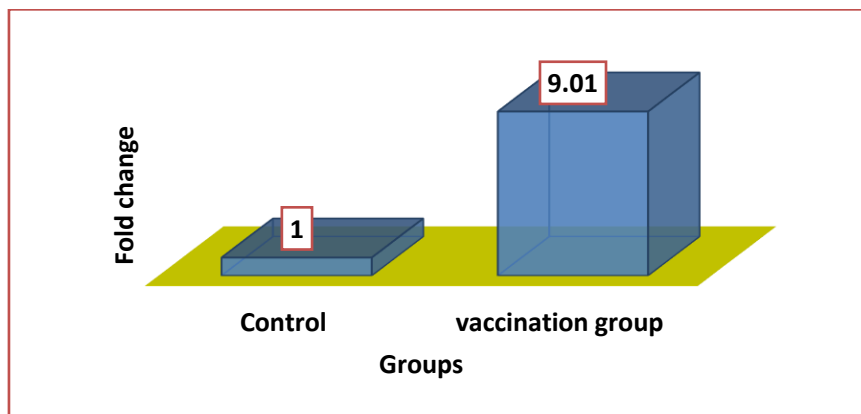 9.01
1
Fold change
Control
vaccination group
Groups